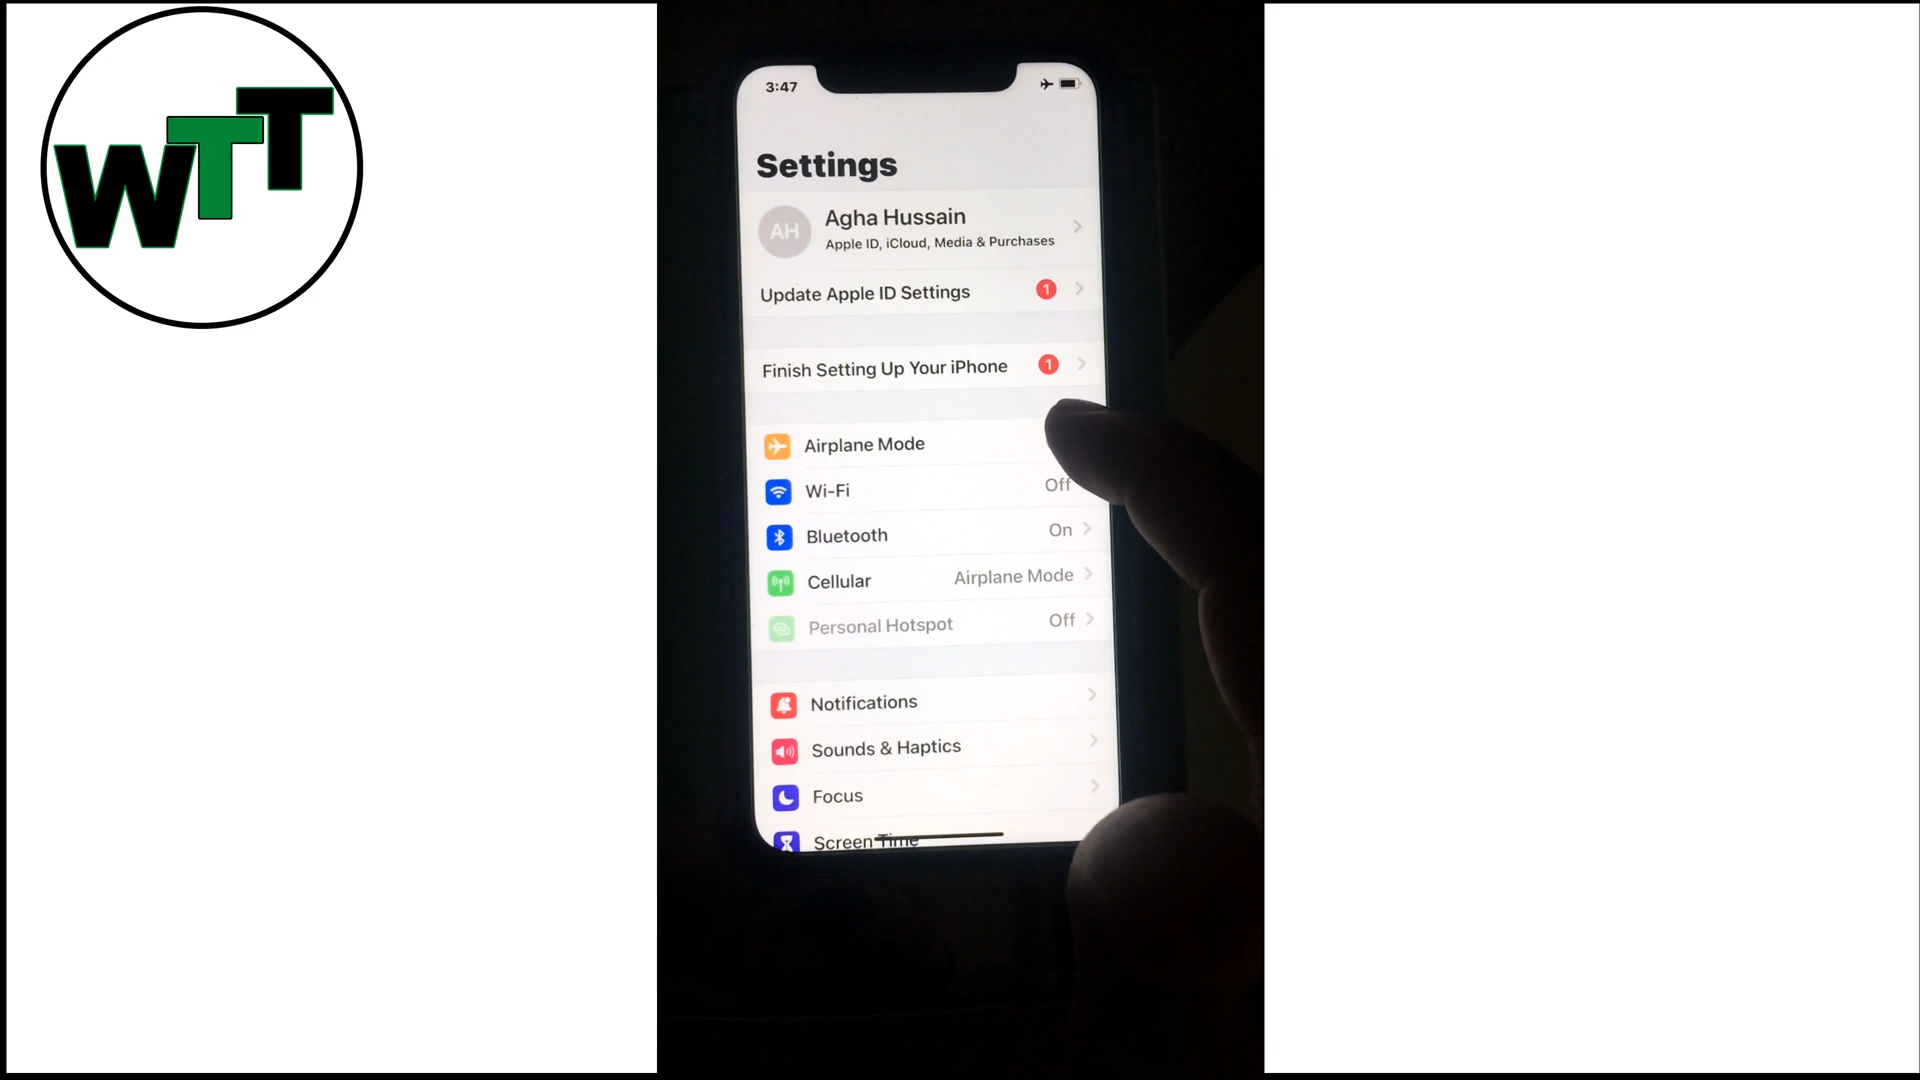 WTT
3:47
Settings
AH
Agha Hussain
Apple ID, iCloud, Media & Purchases
Update Apple ID Settings 1
Finish Setting Up Your iPhone 1
Airplane Mode
Wi-Fi Off
Bluetooth On
Cellular Airplane Mode
Personal Hotspot Off
Notifications
Sounds & Haptics
Focus
Screen Time